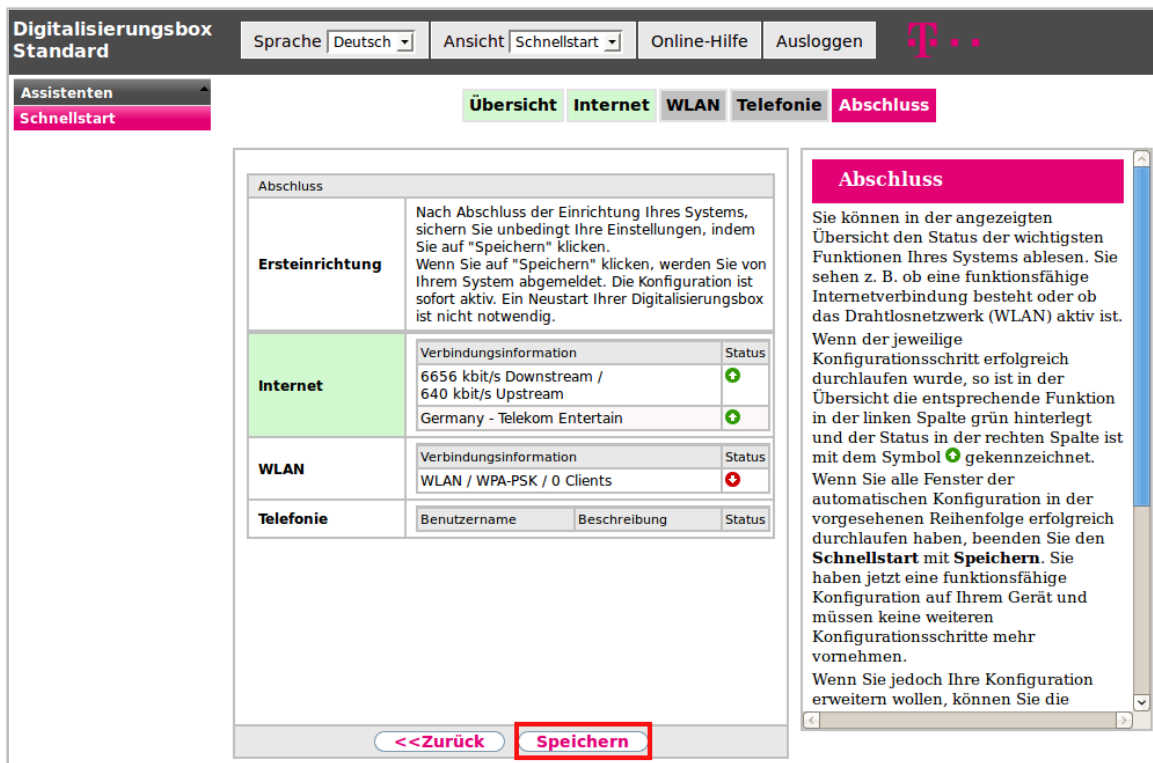 Digitalisierungsbox
Standard
Sprache Deutsch
Ansicht Schnellstart
Online-Hilfe
Ausloggen
T
Assistenten
Schnellstart
Übersicht
Internet
WLAN
Telefonie
Abschluss
Abschluss
Ersteinrichtung
Nach Abschluss der Einrichtung Ihres Systems,
sichern Sie unbedingt Ihre Einstellungen, indem
Sie auf "Speichern" klicken.
Wenn Sie auf "Speichern" klicken, werden Sie von
Ihrem System abgemeldet. Die Konfiguration ist
sofort aktiv. Ein Neustart Ihrer Digitalisierungsbox
ist nicht notwendig.
Internet
Verbindungsinformation Status
6656 kbit/s Downstream /
640 kbit/s Upstream
Germany - Telekom Entertain
WLAN
Verbindungsinformation Status
WLAN / WPA-PSK / 0 Clients
Telefonie
Benutzername Beschreibung Status
<<Zurück
Speichern
Abschluss
Sie können in der angezeigten
Übersicht den Status der wichtigsten
Funktionen Ihres Systems ablesen. Sie
sehen z. B. ob eine funktionsfähige
Internetverbindung besteht oder ob
das Drahtlosnetzwerk (WLAN) aktiv ist.
Wenn der jeweilige
Konfigurationsschritt erfolgreich
durchlaufen wurde, so ist in der
Übersicht die entsprechende Funktion
in der linken Spalte grün hinterlegt
und der Status in der rechten Spalte ist
mit dem Symbol gekennzeichnet.
Wenn Sie alle Fenster der
automatischen Konfiguration in der
vorgesehenen Reihenfolge erfolgreich
durchlaufen haben, beenden Sie den
Schnellstart mit Speichern. Sie
haben jetzt eine funktionsfähige
Konfiguration auf Ihrem Gerät und
müssen keine weiteren
Konfigurationsschritte mehr
vornehmen.
Wenn Sie jedoch Ihre Konfiguration
erweitern wollen, können Sie die